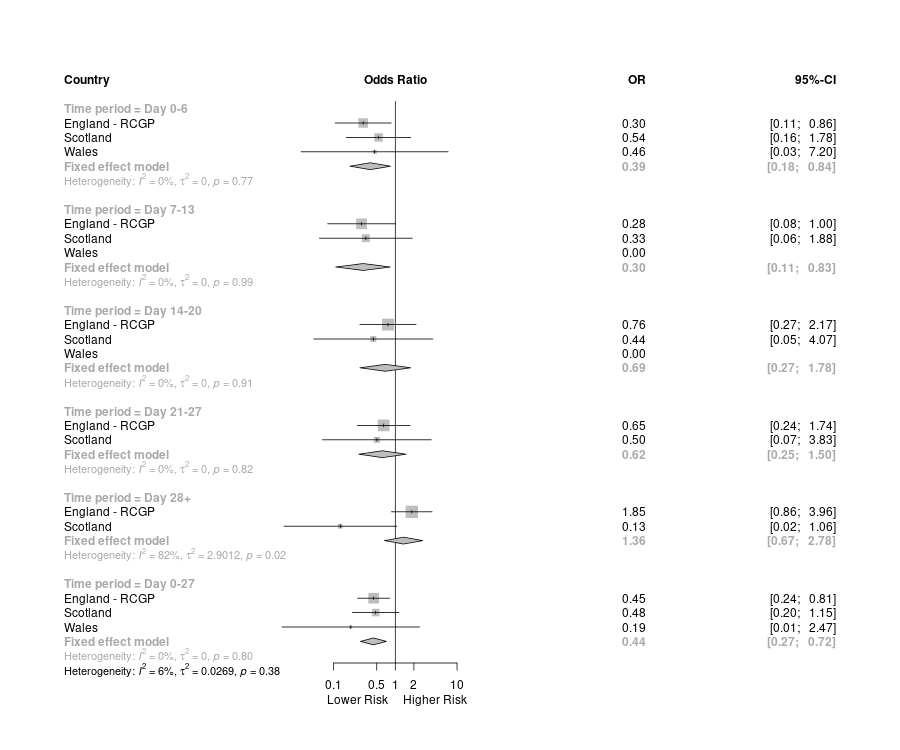 Country Odds Ratio OR 95%-CI
Time period = Day 0-6
England - RCGP 0.30 [0.11; 0.86]
Scotland 0.54 [0.16; 1.78]
Wales 0.46 [0.03; 7.20]
Fixed effect model 0.39 [0.18; 0.84]
Heterogeneity: I² = 0%, τ² = 0, p = 0.77
Time period = Day 7-13
England - RCGP 0.28 [0.08; 1.00]
Scotland 0.33 [0.06; 1.88]
Wales 0.00
Fixed effect model 0.30 [0.11; 0.83]
Heterogeneity: I² = 0%, τ² = 0, p = 0.99
Time period = Day 14-20
England - RCGP 0.76 [0.27; 2.17]
Scotland 0.44 [0.05; 4.07]
Wales 0.00
Fixed effect model 0.69 [0.27; 1.78]
Heterogeneity: I² = 0%, τ² = 0, p = 0.91
Time period = Day 21-27
England - RCGP 0.65 [0.24; 1.74]
Scotland 0.50 [0.07; 3.83]
Fixed effect model 0.62 [0.25; 1.50]
Heterogeneity: I² = 0%, τ² = 0, p = 0.82
Time period = Day 28+
England - RCGP 1.85 [0.86; 3.96]
Scotland 0.13 [0.02; 1.06]
Fixed effect model 1.36 [0.67; 2.78]
Heterogeneity: I² = 82%, τ² = 2.9012, p = 0.02
Time period = Day 0-27
England - RCGP 0.45 [0.24; 0.81]
Scotland 0.48 [0.20; 1.15]
Wales 0.19 [0.01; 2.47]
Fixed effect model 0.44 [0.27; 0.72]
Heterogeneity: I² = 0%, τ² = 0, p = 0.80
Heterogeneity: I² = 6%, τ² = 0.0269, p = 0.38
0.1 0.5 1 2 10
Lower Risk Higher Risk